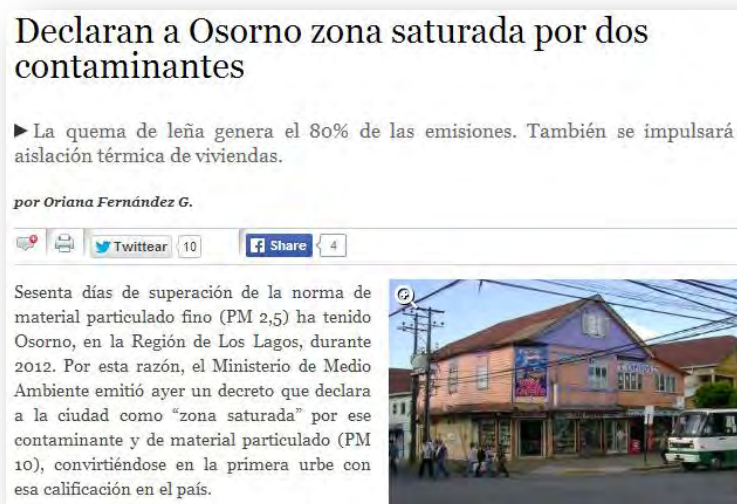 Declaran a Osorno zona saturada por dos
contaminantes
►La quema de leña genera el 80% de las emisiones. También se impulsará
aislación térmica de viviendas.
por Oriana Fernández G.
Twittear 10 Share 4
Sesenta días de superación de la norma de
material particulado fino (PM 2,5) ha tenido
Osorno, en la Región de Los Lagos, durante
2012. Por esta razón, el Ministerio de Medio
Ambiente emitió ayer un decreto que declara
a la ciudad como “zona saturada” por ese
contaminante y de material particulado (PM
10), convirtiéndose en la primera urbe con
esa calificación en el país.